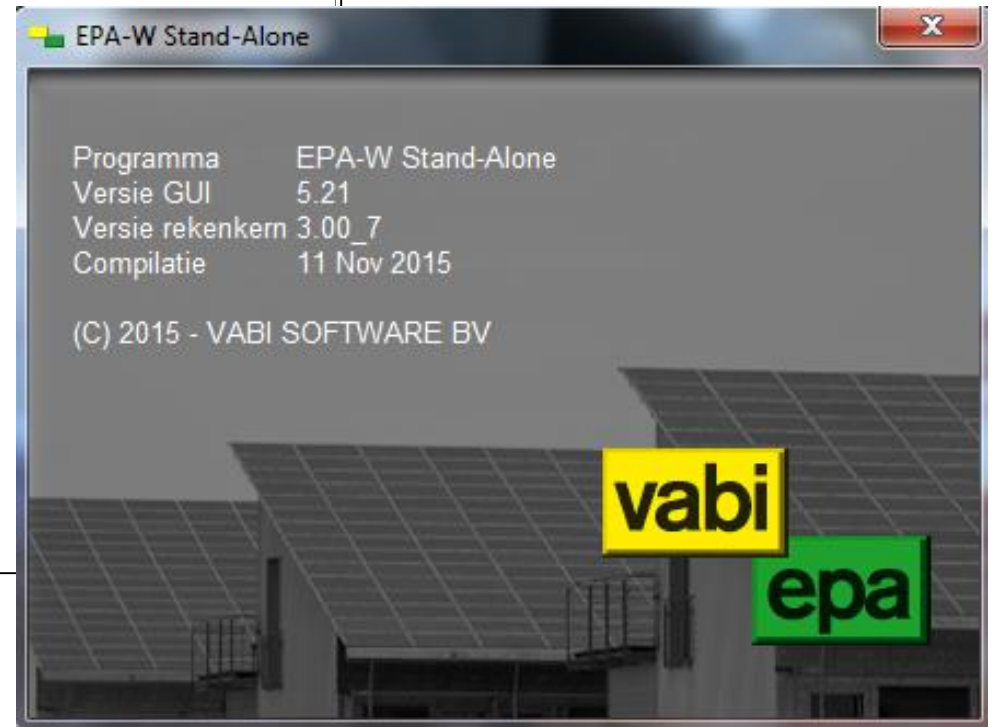 EPA-W Stand-Alone
Programma EPA-W Stand-Alone
Versie GUI 5.21
Versie rekenkern 3.00_7
Compilatie 11 Nov 2015
(C) 2015 - VABI SOFTWARE BV
vabi
epa